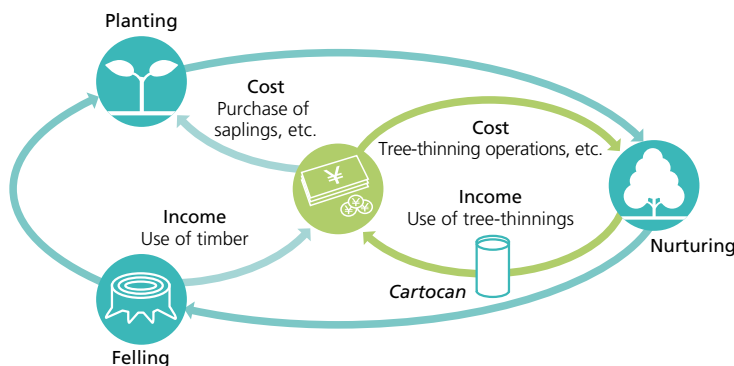 Planting
Cost
Purchase of
saplings, etc.
Cost
Tree-thinning operations, etc.
¥
¥
¥
¥
Income
Use of tree-thinnings
Income
Use of timber
Nurturing
Cartocan
Felling